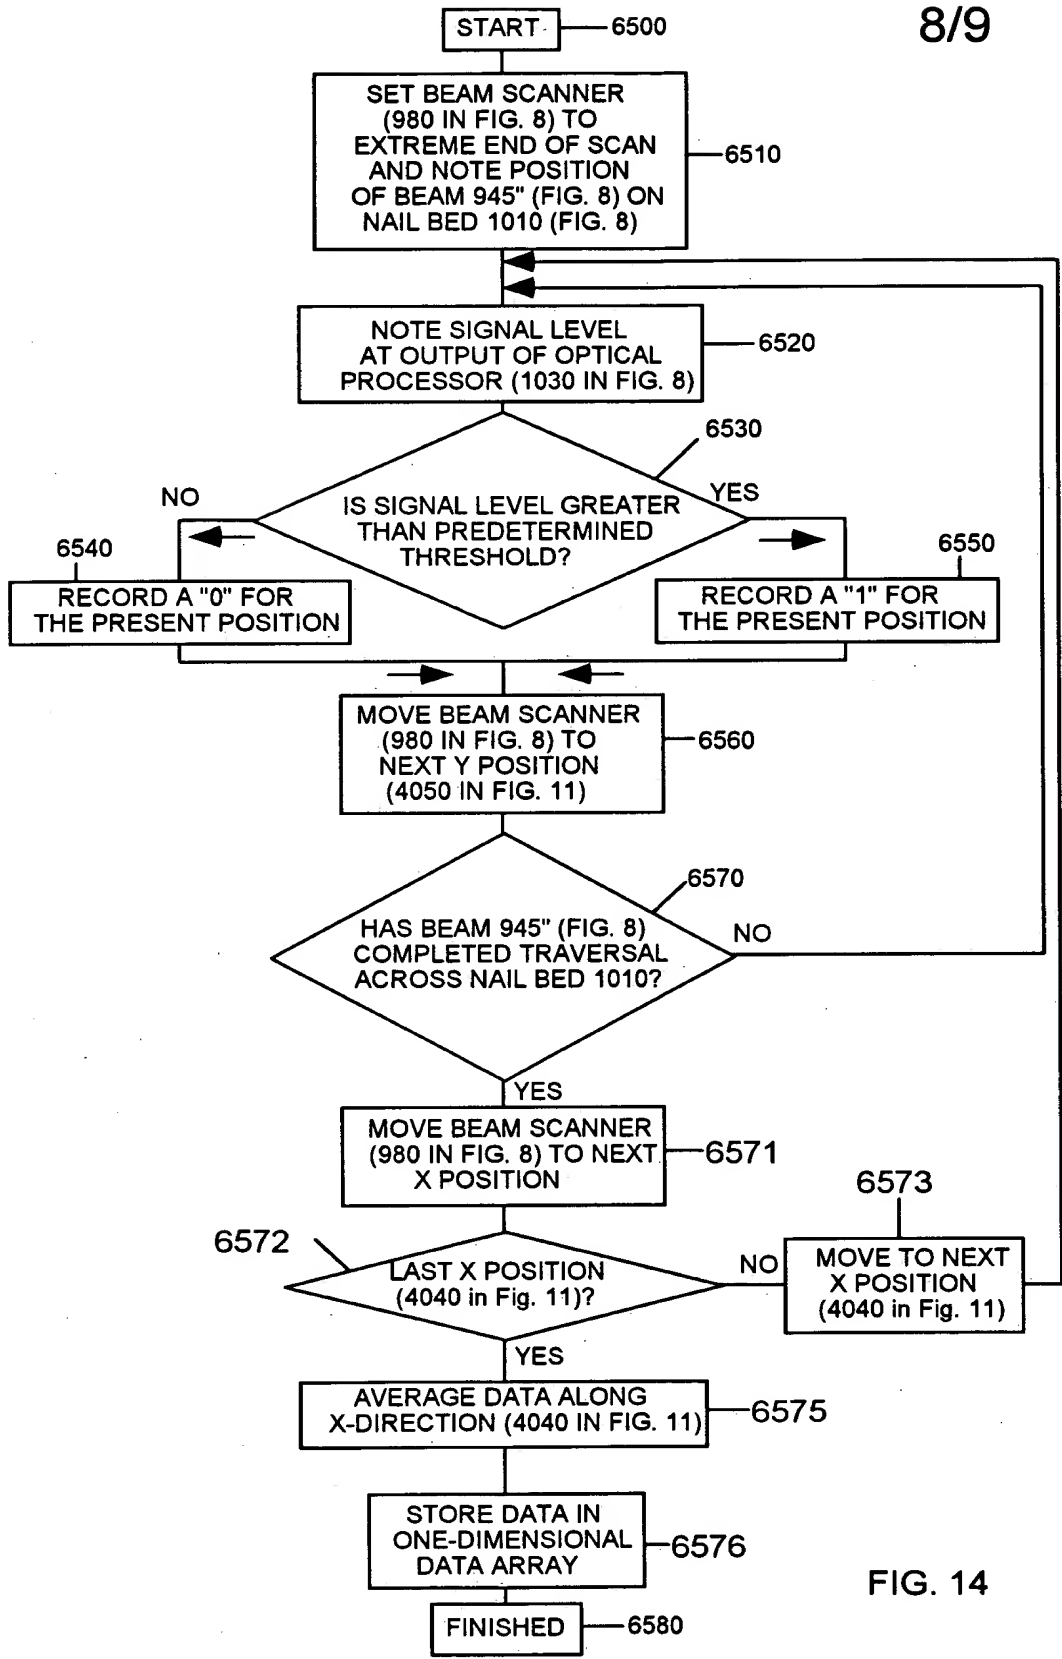 8/9
START
6500
SET BEAM SCANNER
(980 IN FIG. 8) TO
EXTREME END OF SCAN
AND NOTE POSITION
OF BEAM 945" (FIG. 8) ON
NAIL BED 1010 (FIG. 8)
6510
NOTE SIGNAL LEVEL
AT OUTPUT OF OPTICAL
PROCESSOR (1030 IN FIG. 8)
6520
6530
NO
YES
IS SIGNAL LEVEL GREATER
THAN PREDETERMINED
THRESHOLD?
6540
6550
RECORD A "0" FOR
THE PRESENT POSITION
RECORD A "1" FOR
THE PRESENT POSITION
MOVE BEAM SCANNER
(980 IN FIG. 8) TO
NEXT Y POSITION
(4050 IN FIG. 11)
6560
6570
HAS BEAM 945" (FIG. 8)
COMPLETED TRAVERSAL
ACROSS NAIL BED 1010?
NO
YES
MOVE BEAM SCANNER
(980 IN FIG. 8) TO NEXT
X POSITION
6571
6573
6572
LAST X POSITION
(4040 in Fig. 11)?
NO
MOVE TO NEXT
X POSITION
(4040 in Fig. 11)
YES
AVERAGE DATA ALONG
X-DIRECTION (4040 IN FIG. 11)
6575
STORE DATA IN
ONE-DIMENSIONAL
DATA ARRAY
6576
FIG. 14
FINISHED
6580